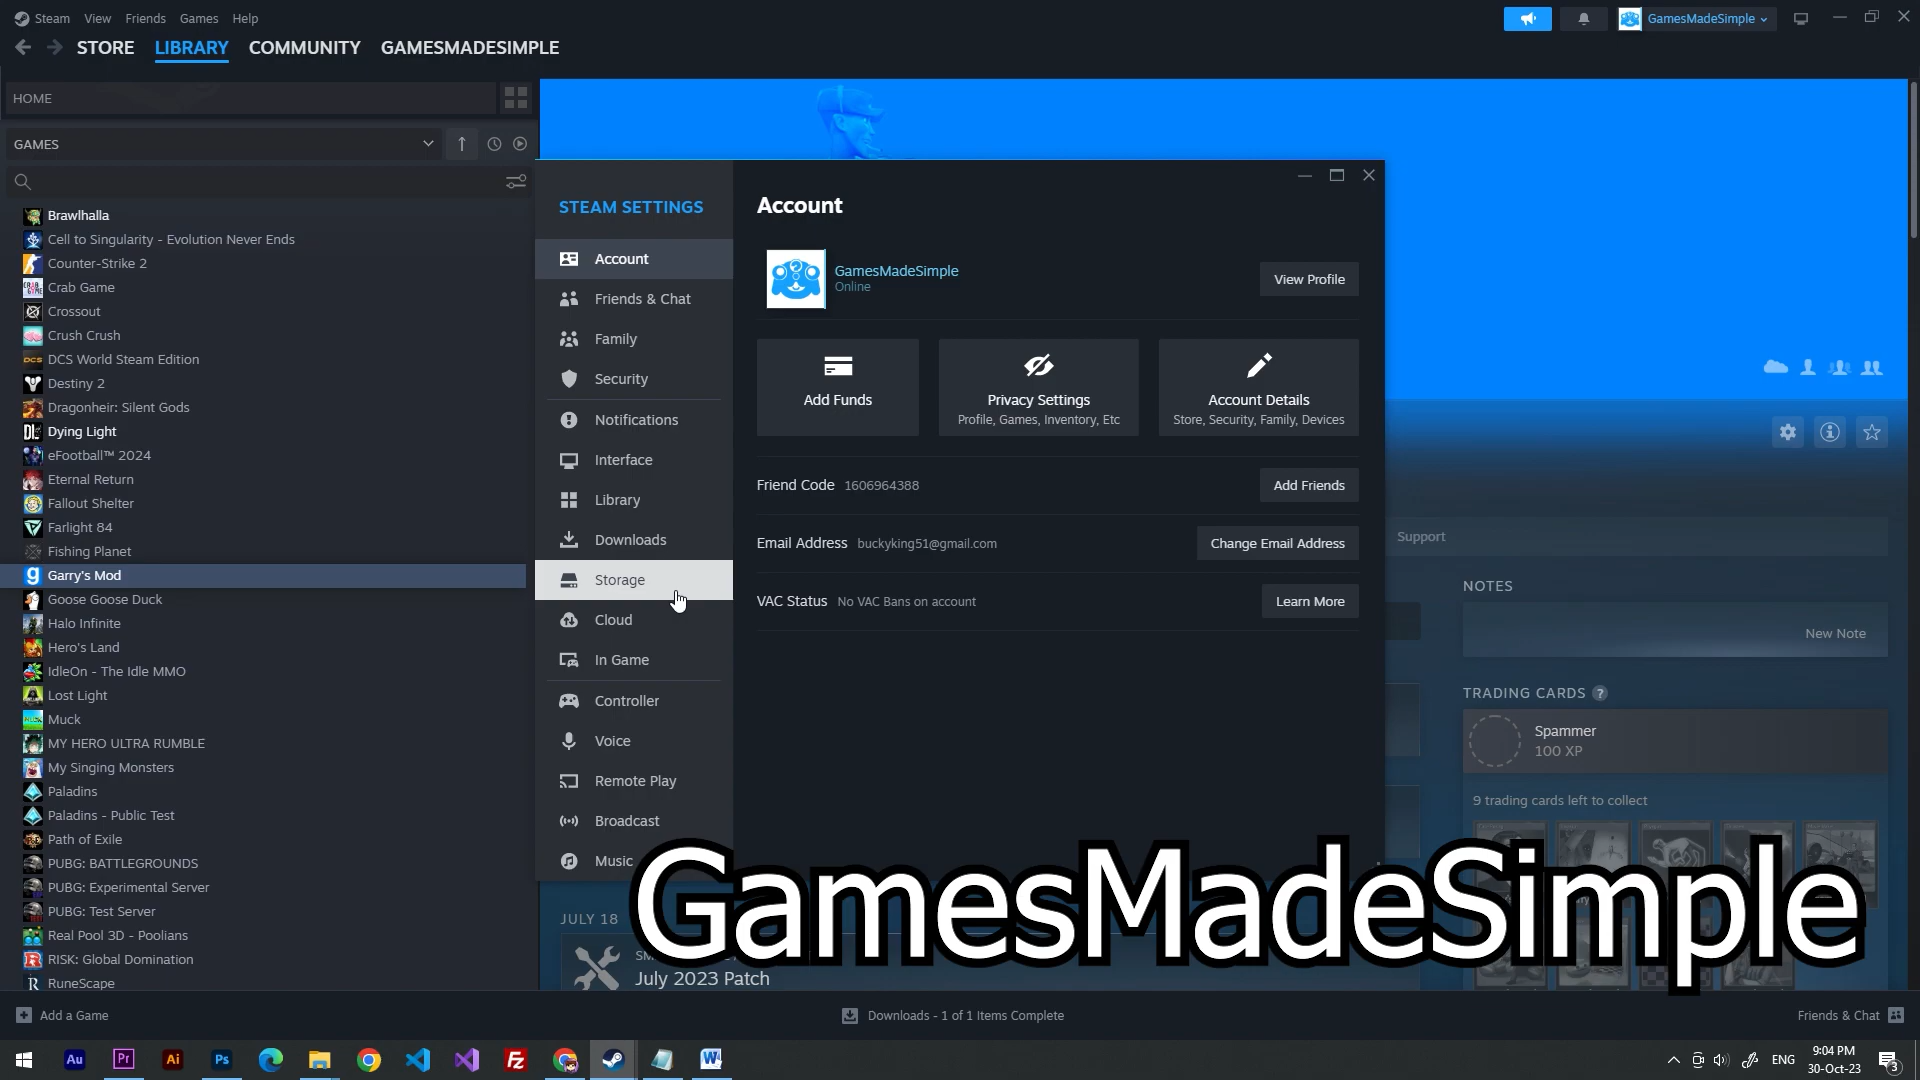 Steam View Friends Games Help
GamesMadeSimple
STORE LIBRARY COMMUNITY GAMESMADESIMPLE
HOME
GAMES
Brawlhalla
Cell to Singularity - Evolution Never Ends
Counter-Strike 2
Crab Game
Crossout
Crush Crush
DCS World Steam Edition
Destiny 2
Dragonheir: Silent Gods
Dying Light
eFootball™ 2024
Eternal Return
Fallout Shelter
Farlight 84
Fishing Planet
Garry's Mod
Goose Goose Duck
Halo Infinite
Hero's Land
IdleOn - The Idle MMO
Lost Light
Muck
MY HERO ULTRA RUMBLE
My Singing Monsters
Paladins
Paladins - Public Test
Path of Exile
PUBG: BATTLEGROUNDS
PUBG: Experimental Server
PUBG: Test Server
Real Pool 3D - Poolians
RISK: Global Domination
RuneScape
STEAM SETTINGS
Account
Friends & Chat
Family
Security
Notifications
Interface
Library
Downloads
Storage
Cloud
In Game
Controller
Voice
Remote Play
Broadcast
Music
Account
GamesMadeSimple
Online
View Profile
Add Funds
Privacy Settings
Profile, Games, Inventory, Etc
Account Details
Store, Security, Family, Devices
Friend Code 1606964388
Add Friends
Email Address buckyking51@gmail.com
Change Email Address
VAC Status No VAC Bans on account
Learn More
Support
NOTES
New Note
TRADING CARDS ?
Spammer
100 XP
9 trading cards left to collect
JULY 18
July 2023 Patch
GamesMadeSimple
Add a Game
Downloads - 1 of 1 Items Complete
Friends & Chat
Au Pr Ai Ps
ENG
9:04 PM
30-Oct-23
3